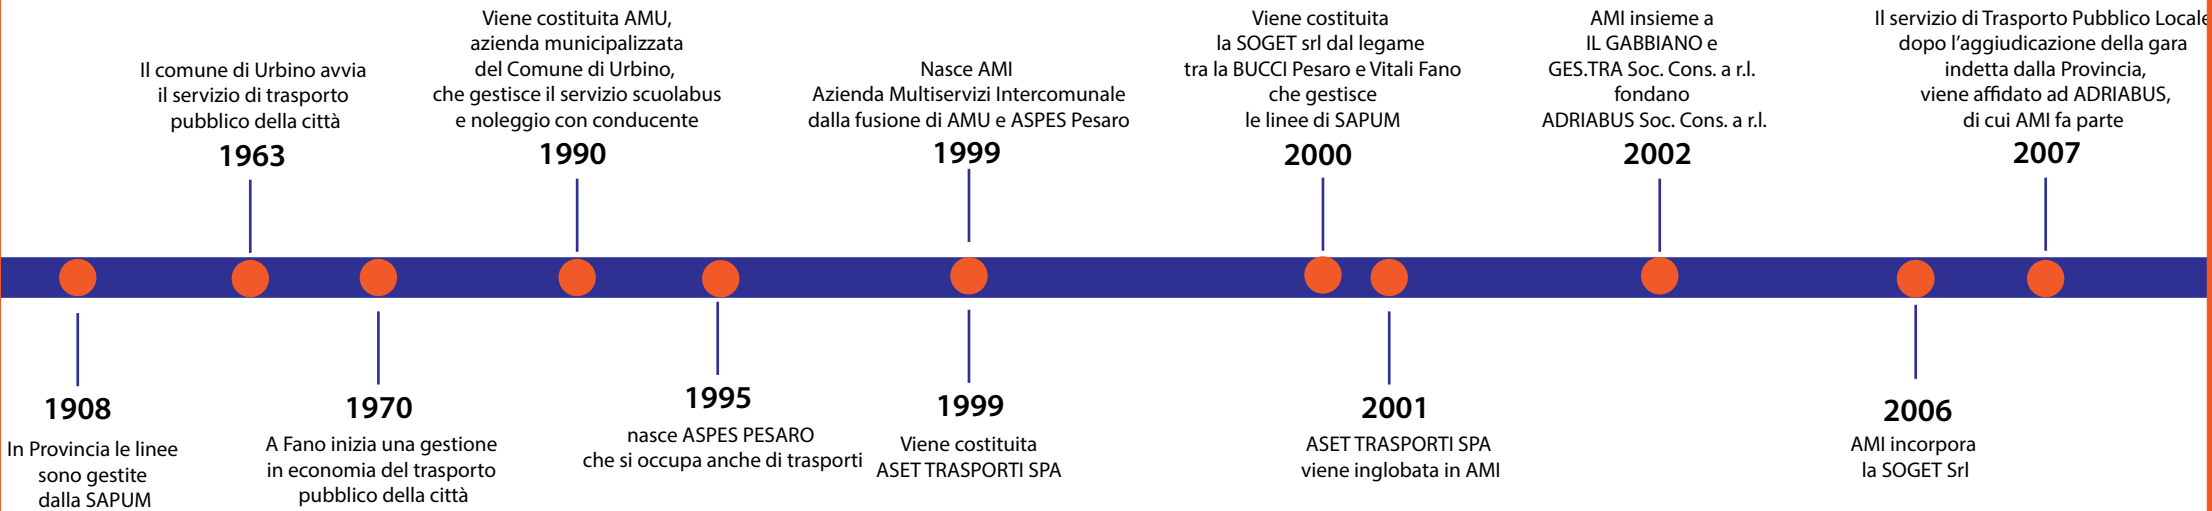 In Provincia le linee
sono gestite
dalla SAPUM
1908
Il comune di Urbino avvia
il servizio di trasporto
pubblico della città
1963
1970
A Fano inizia una gestione
in economia del trasporto
pubblico della città
Viene costituita AMU,
azienda municipalizzata
del Comune di Urbino,
che gestisce il servizio scuolabus
e noleggio con conducente
1990
1995
nasce ASPES PESARO
che si occupa anche di trasporti
Nasce AMI
Azienda Multiservizi Intercomunale
dalla fusione di AMU e ASPES Pesaro
1999
1999
Viene costituita
ASET TRASPORTI SPA
Viene costituita
la SOGET srl dal legame
tra la BUCCI Pesaro e Vitali Fano
che gestisce
le linee di SAPUM
2000
2001
ASET TRASPORTI SPA
viene inglobata in AMI
AMI insieme a
IL GABBIANO e
GES.TRA Soc. Cons. a r.l.
fondano
ADRIABUS Soc. Cons. a r.l.
2002
2006
AMI incorpora
la SOGET Srl
Il servizio di Trasporto Pubblico Locale
dopo l'aggiudicazione della gara
indetta dalla Provincia,
viene affidato ad ADRIABUS,
di cui AMI fa parte
2007